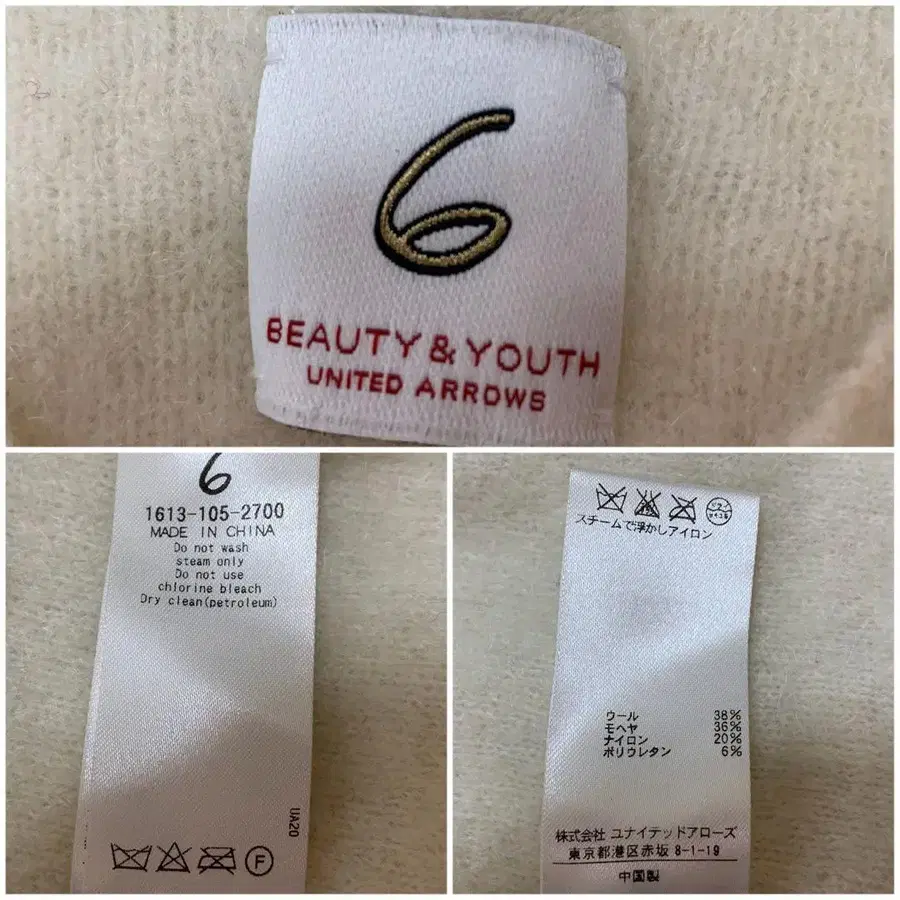 6
BEAUTY & YOUTH
UNITED ARROWS
6
1613-105-2700
MADE IN CHINA
Do not wash
steam only
Do not use
chlorine bleach
Dry clean(petroleum)
UA20
F
スチームで浮かしアイロン
ウール 38%
モヘヤ 36%
ナイロン 20%
ポリウレタン 6%
株式会社 ユナイテッドアローズ
東京都港区赤坂 8-1-19
中国製